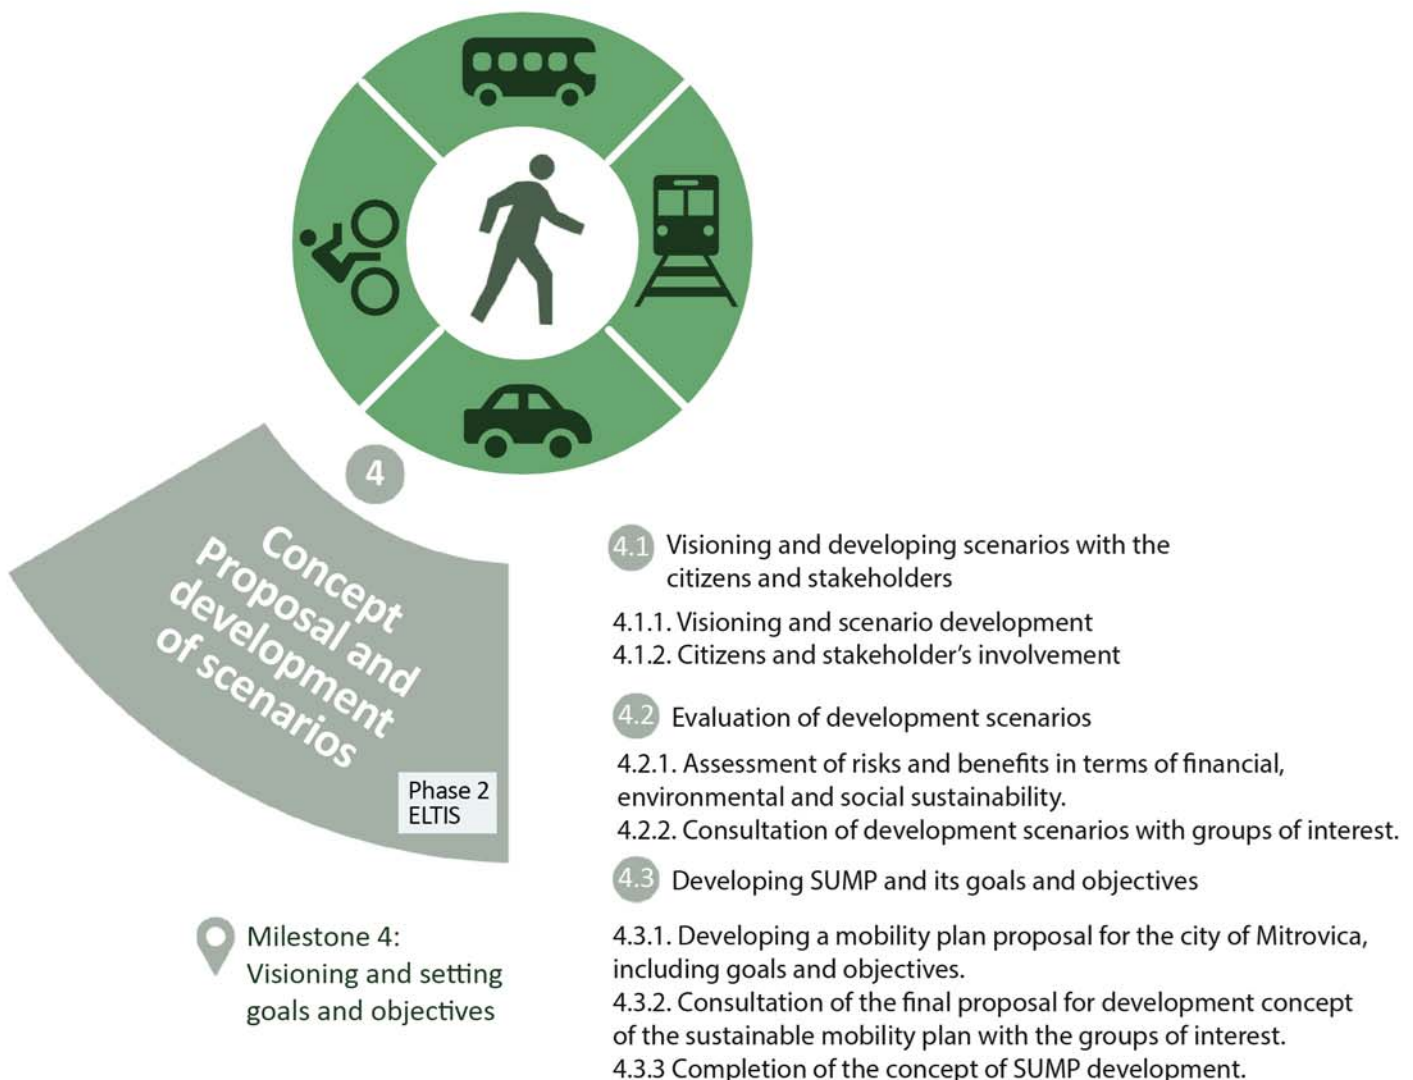 4
Concept
Proposal and
development
of scenarios
Phase 2
ELTIS
Milestone 4:
Visioning and setting
goals and objectives
4.1 Visioning and developing scenarios with the
citizens and stakeholders
4.1.1. Visioning and scenario development
4.1.2. Citizens and stakeholder’s involvement
4.2 Evaluation of development scenarios
4.2.1. Assessment of risks and benefits in terms of financial,
environmental and social sustainability.
4.2.2. Consultation of development scenarios with groups of interest.
4.3 Developing SUMP and its goals and objectives
4.3.1. Developing a mobility plan proposal for the city of Mitrovica,
including goals and objectives.
4.3.2. Consultation of the final proposal for development concept
of the sustainable mobility plan with the groups of interest.
4.3.3 Completion of the concept of SUMP development.